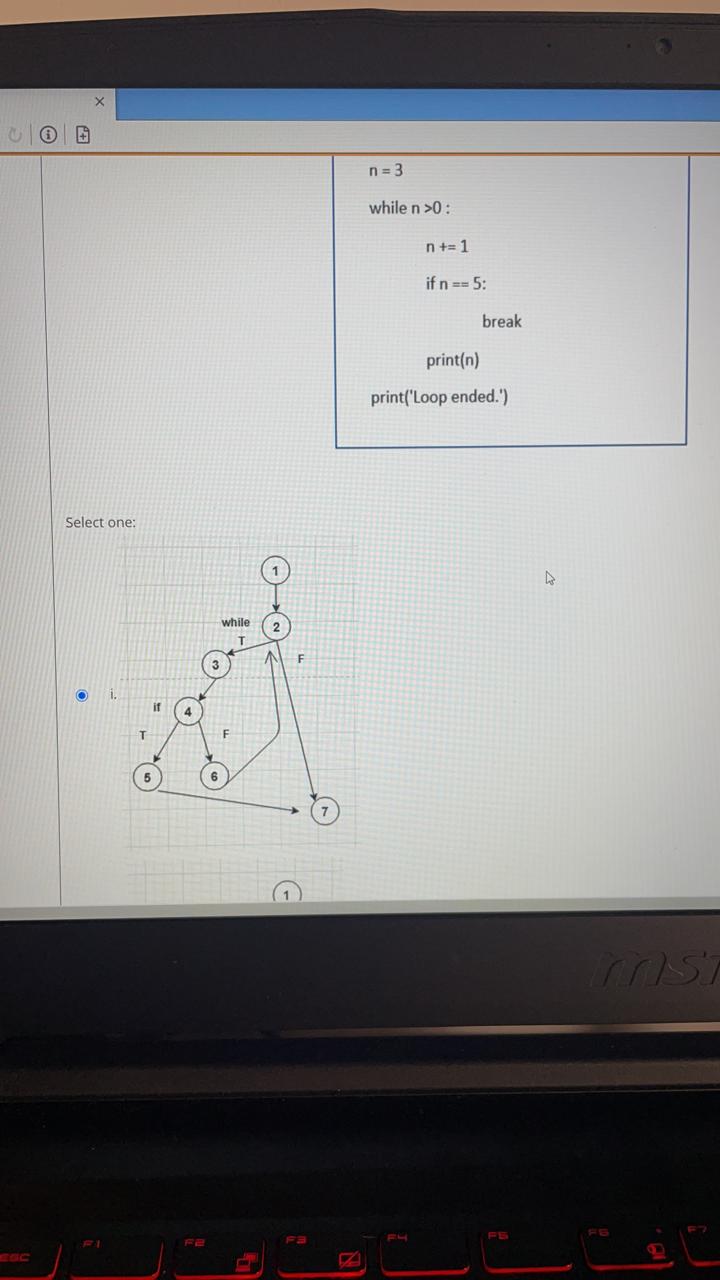 n = 3
while n >0 :
n += 1
if n == 5:
break
print(n)
print('Loop ended.')
Select one:
1
while
2
T
F
3
i.
if
4
T
F
5
6
7
1
msi
ESC
F1
F2
F3
F4
F5
F6
F7